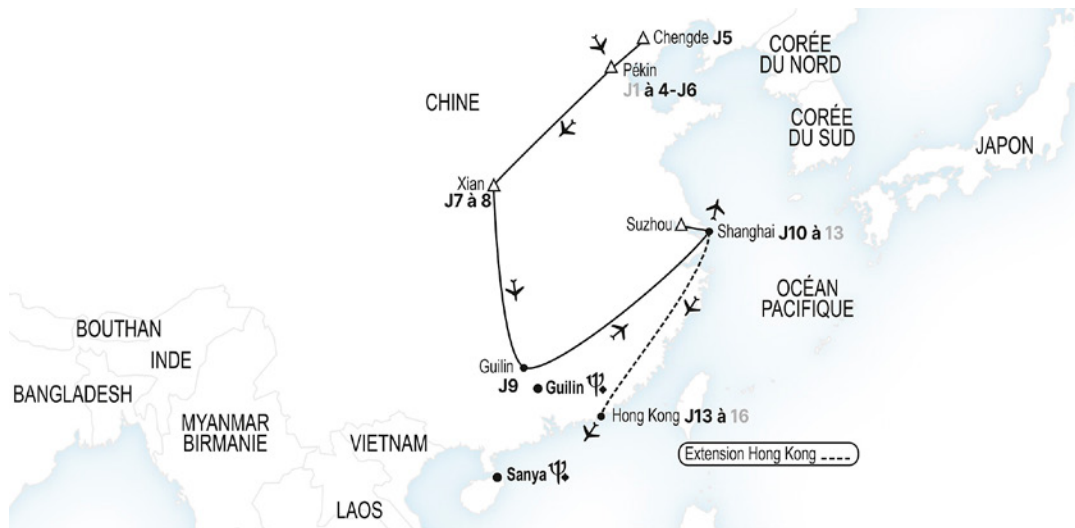 Chengde J5
Pékin
J1 à 4-J6
CORÉE
DU NORD
CHINE
CORÉE
DU SUD
JAPON
Xian
J7 à 8
Suzhou
Shanghai J10 à 13
OCÉAN
PACIFIQUE
BOUTHAN
INDE
BANGLADESH
Guilin
J9
Guilin
MYANMAR
BIRMANIE
VIETNAM
Hong Kong J13 à 16
Extension Hong Kong ----
Sanya
LAOS